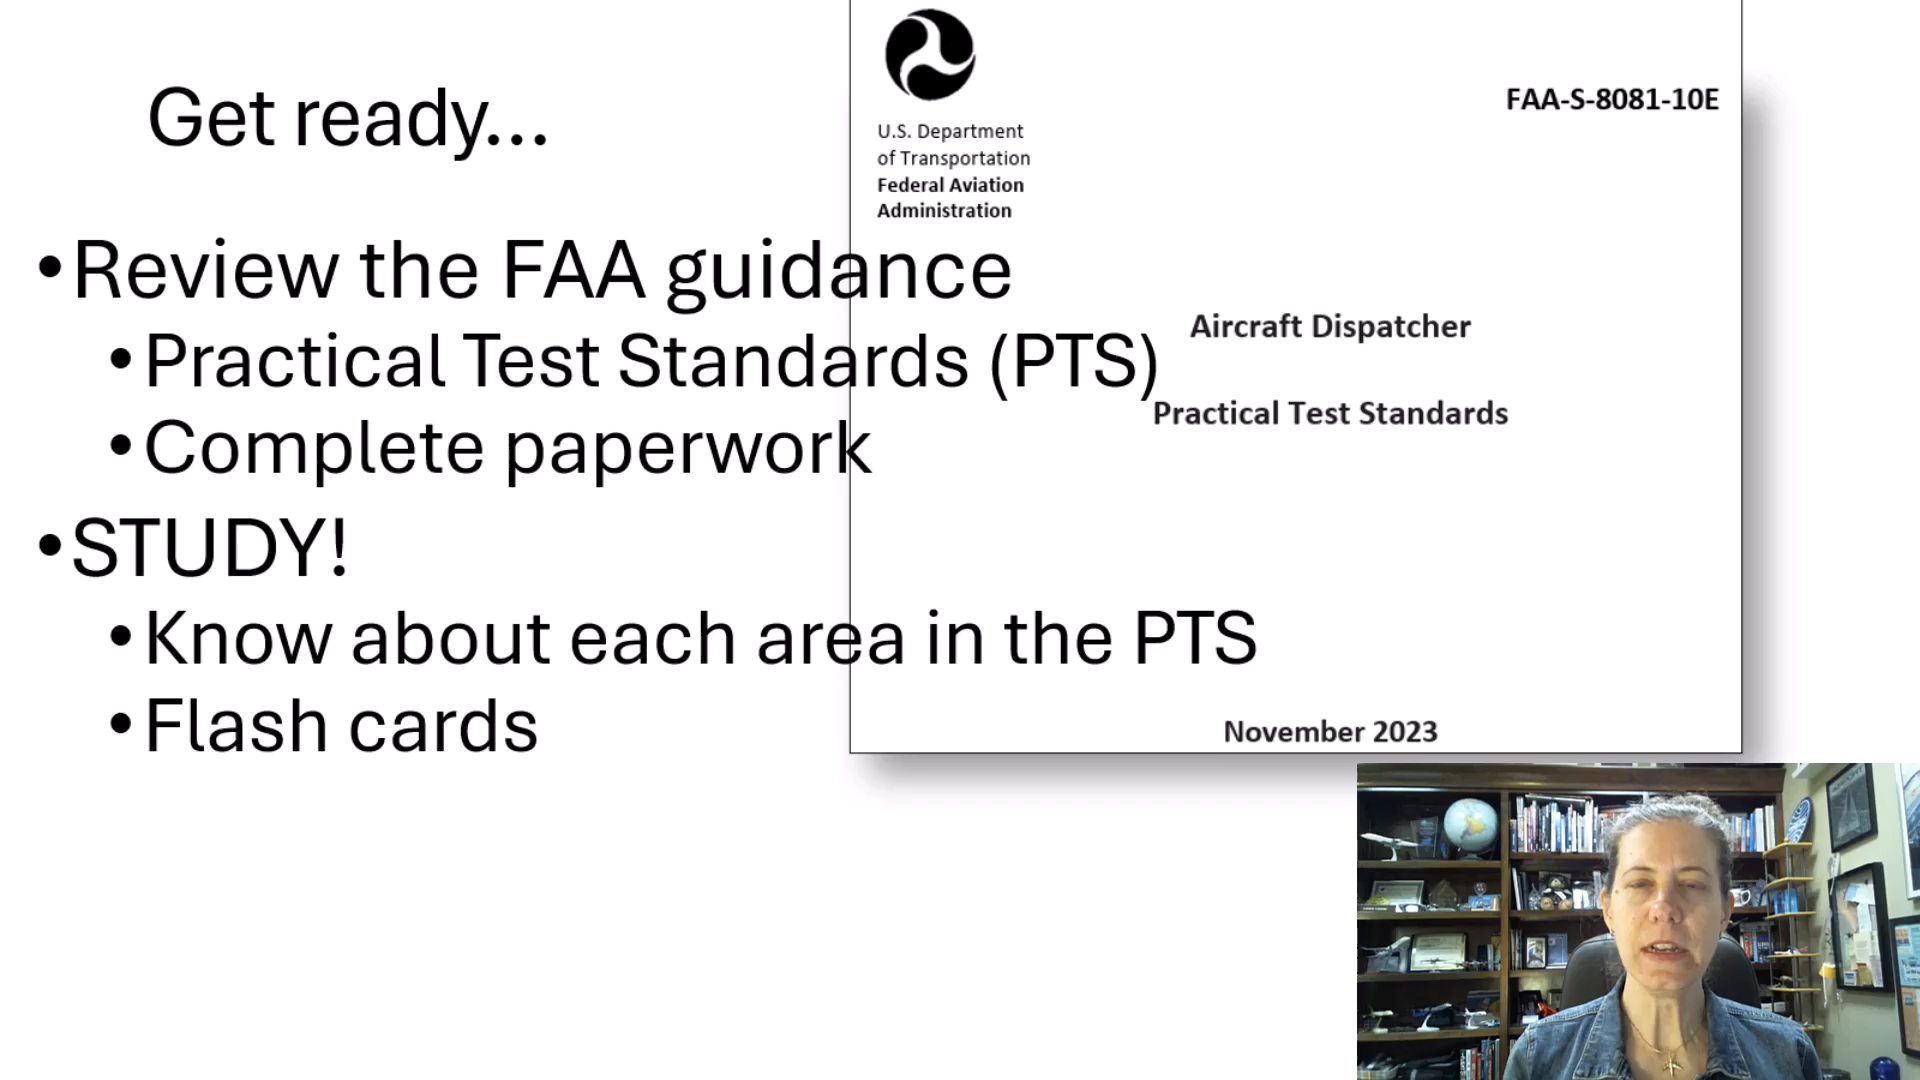 Get ready...
•Review the FAA guidance
•Practical Test Standards (PTS)
•Complete paperwork
•STUDY!
•Know about each area in the PTS
•Flash cards
FAA-S-8081-10E
U.S. Department
of Transportation
Federal Aviation
Administration
Aircraft Dispatcher
Practical Test Standards
November 2023